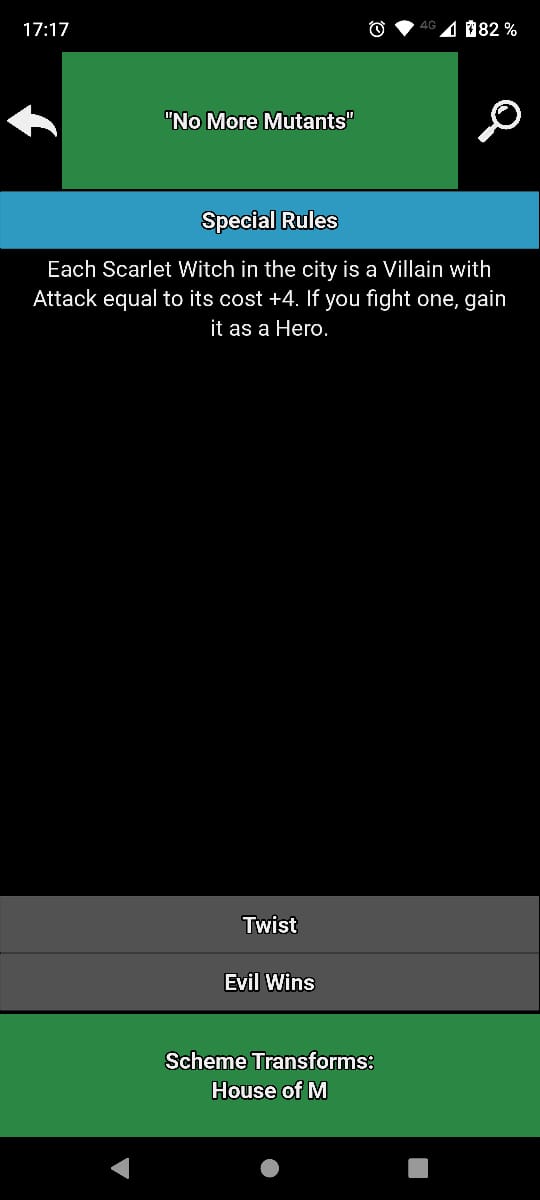 17:17
4G
82 %
"No More Mutants"
Special Rules
Each Scarlet Witch in the city is a Villain with
Attack equal to its cost +4. If you fight one, gain
it as a Hero.
Twist
Evil Wins
Scheme Transforms:
House of M